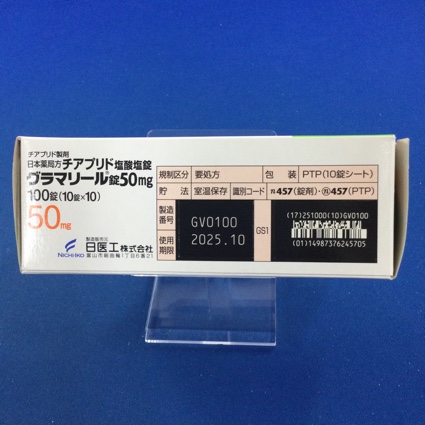 チアプリド製剤
日本薬局方チアプリド塩酸塩錠
グラマリール錠50mg
100錠(10錠×10)
50mg
製造販売元
NICHI-IKO 日医工株式会社
富山市総曲輪1丁目6番21
規制区分 要処方 包装 PTP(10錠シート)
貯法 室温保存 識別コード n457(錠剤)・n457(PTP)
製造番号 GV0100
使用期限 2025.10
GS1
(17)251000(10)GV0100
(01)14987376245705